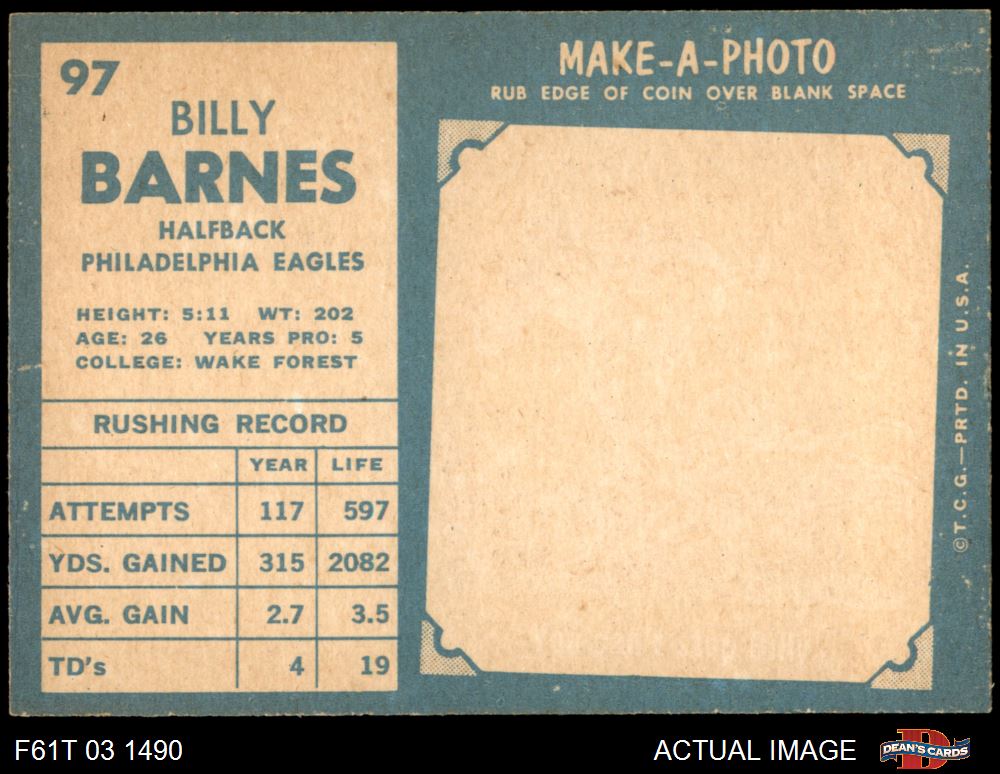 97
BILLY
BARNES
HALFBACK
PHILADELPHIA EAGLES
HEIGHT: 5:11 WT: 202
AGE: 26 YEARS PRO: 5
COLLEGE: WAKE FOREST
RUSHING RECORD
YEAR LIFE
ATTEMPTS 117 597
YDS. GAINED 315 2082
AVG. GAIN 2.7 3.5
TD's 4 19
MAKE-A-PHOTO
RUB EDGE OF COIN OVER BLANK SPACE
© T.C.G.—PRTD. IN U.S.A.
F61T 03 1490
ACTUAL IMAGE
DEAN'S CARDS